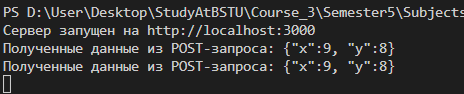 PS D:\User\Desktop\StudyAtBSTU\Course_3\Semester5\Subjects
Сервер запущен на http://localhost:3000
Полученные данные из POST-запроса: {"x":9, "y":8}
Полученные данные из POST-запроса: {"x":9, "y":8}